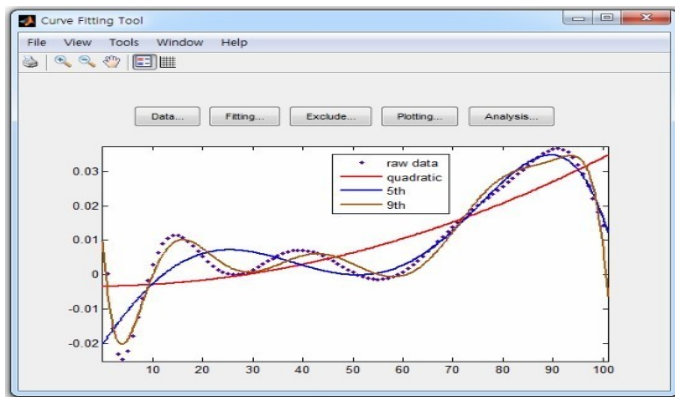 Curve Fitting Tool
File View Tools Window Help
Data... Fitting... Exclude... Plotting... Analysis...
raw data
quadratic
5th
9th
0.03
0.02
0.01
0
-0.01
-0.02
10 20 30 40 50 60 70 80 90 100